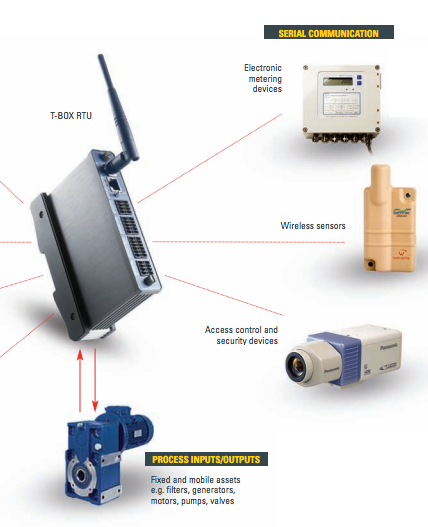 SERIAL COMMUNICATION
Electronic
metering
devices
T-BOX RTU
Wireless sensors
Access control and
security devices
Panasonic
Panasonic
PROCESS INPUTS/OUTPUTS
Fixed and mobile assets
e.g. filters, generators,
motors, pumps, valves